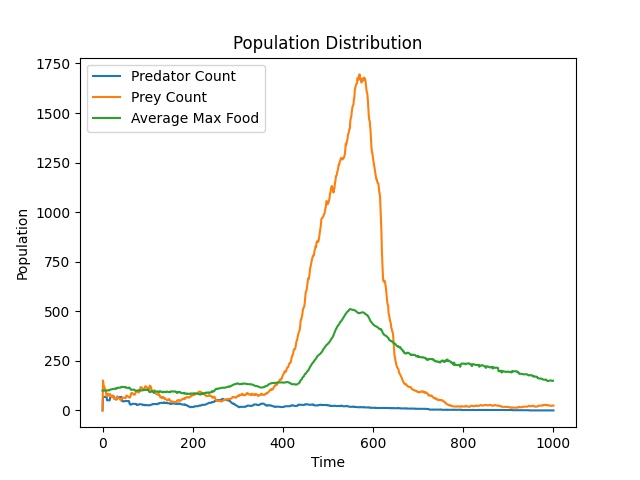 Population Distribution
Predator Count
Prey Count
Average Max Food
1750
1500
1250
1000
750
500
250
0
Population
0 200 400 600 800 1000
Time